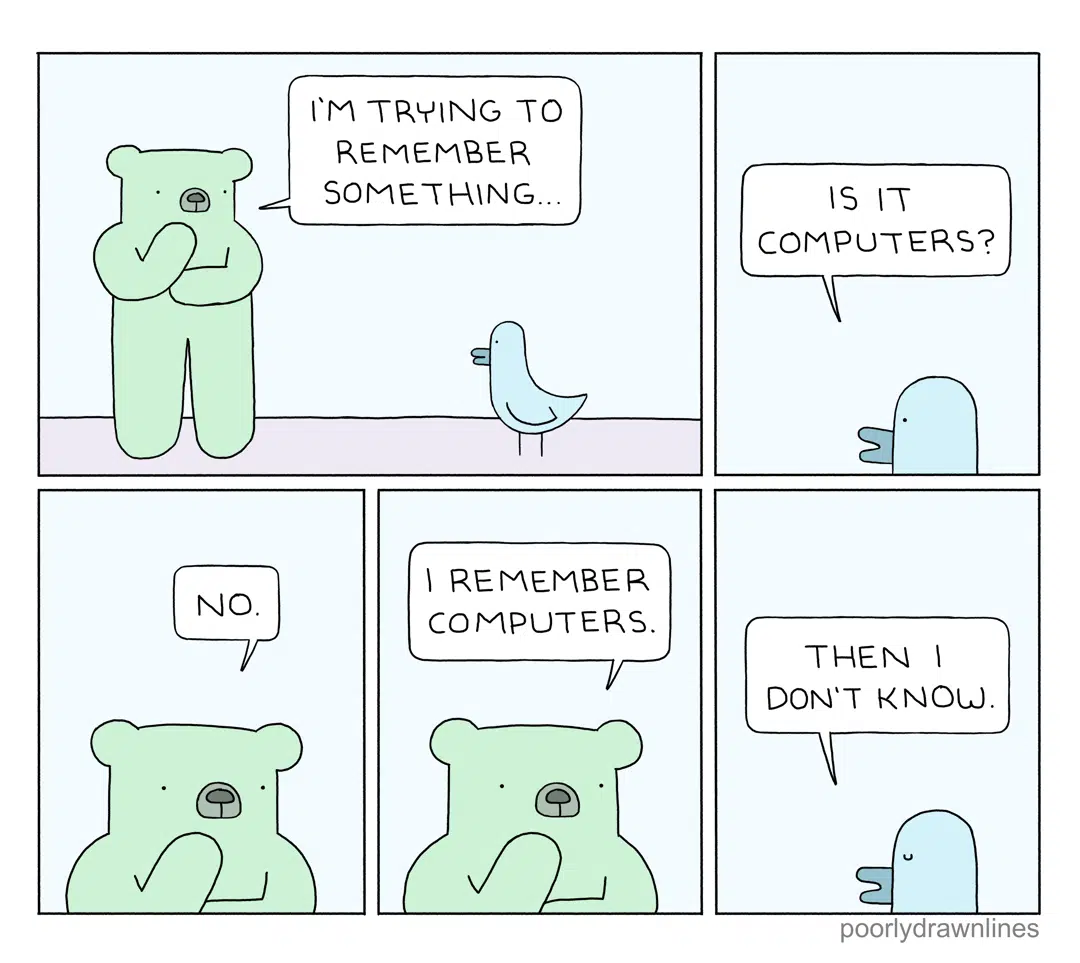 I'M TRYING TO
REMEMBER
SOMETHING...
IS IT
COMPUTERS?
NO.
I REMEMBER
COMPUTERS.
THEN I
DON'T KNOW.
poorlydrawnlines